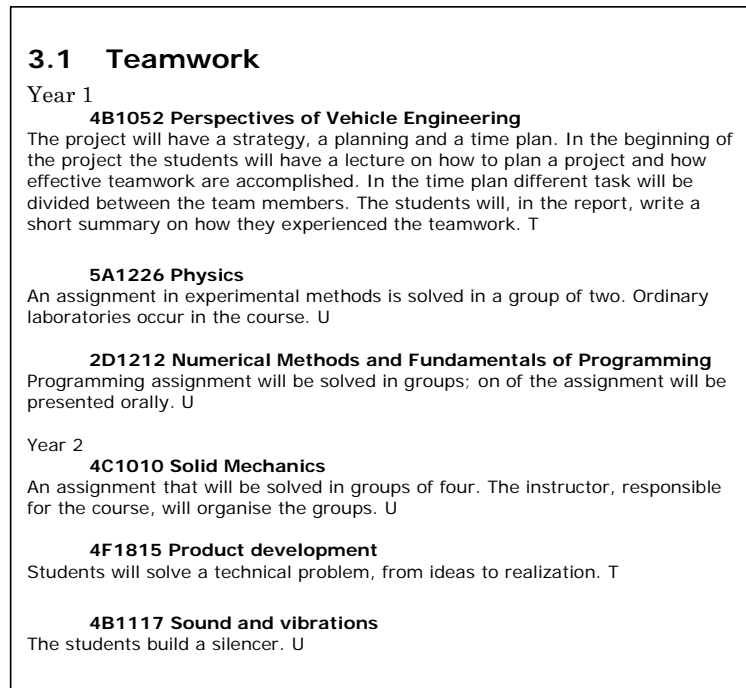 3.1 Teamwork
Year 1
4B1052 Perspectives of Vehicle Engineering
The project will have a strategy, a planning and a time plan. In the beginning of
the project the students will have a lecture on how to plan a project and how
effective teamwork are accomplished. In the time plan different task will be
divided between the team members. The students will, in the report, write a
short summary on how they experienced the teamwork. T
5A1226 Physics
An assignment in experimental methods is solved in a group of two. Ordinary
laboratories occur in the course. U
2D1212 Numerical Methods and Fundamentals of Programming
Programming assignment will be solved in groups; on of the assignment will be
presented orally. U
Year 2
4C1010 Solid Mechanics
An assignment that will be solved in groups of four. The instructor, responsible
for the course, will organise the groups. U
4F1815 Product development
Students will solve a technical problem, from ideas to realization. T
4B1117 Sound and vibrations
The students build a silencer. U